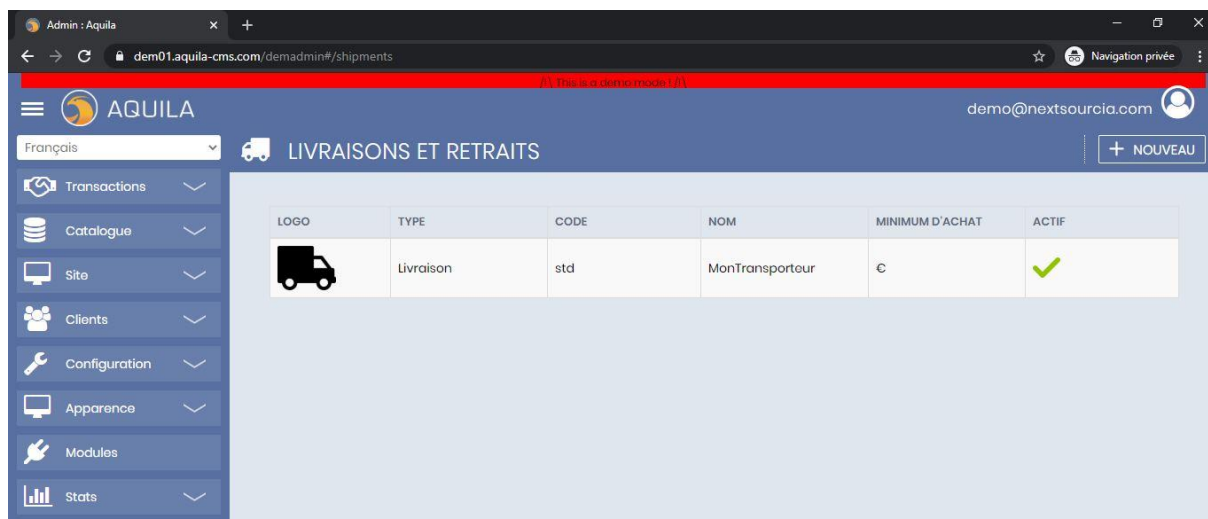 Admin : Aquila
dem01.aquila-cms.com/demadmin#/shipments
Navigation privée
/!\ This is a demo mode ! /!\
AQUILA
demo@nextsourcia.com
Français
LIVRAISONS ET RETRAITS
+ NOUVEAU
Transactions
Catalogue
Site
Clients
Configuration
Apparence
Modules
Stats
LOGO TYPE CODE NOM MINIMUM D'ACHAT ACTIF
Livraison std MonTransporteur €